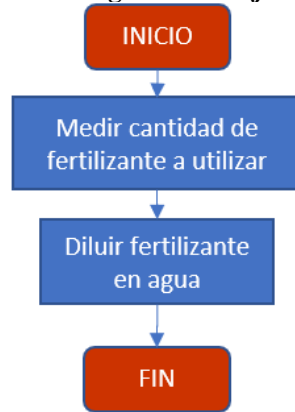 INICIO
Medir cantidad de
fertilizante a utilizar
Diluir fertilizante
en agua
FIN